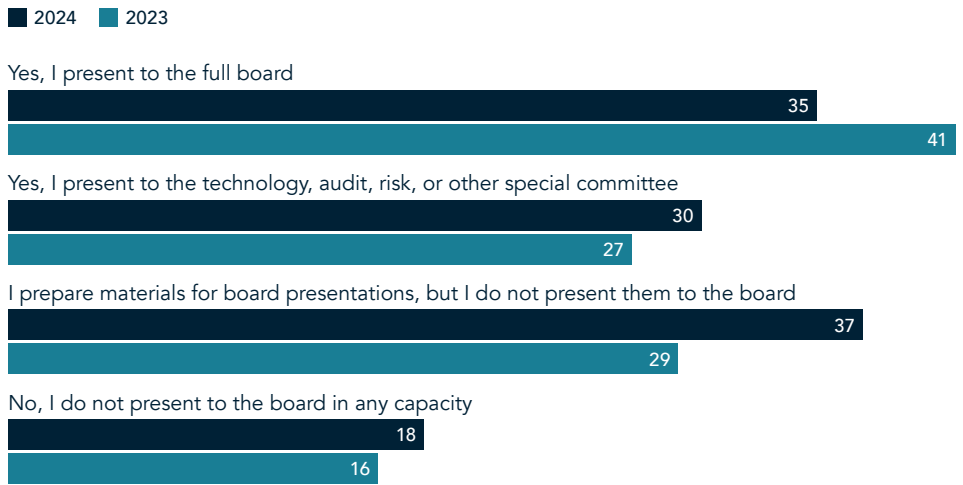 2024 2023
Yes, I present to the full board
35
41
Yes, I present to the technology, audit, risk, or other special committee
30
27
I prepare materials for board presentations, but I do not present them to the board
37
29
No, I do not present to the board in any capacity
18
16